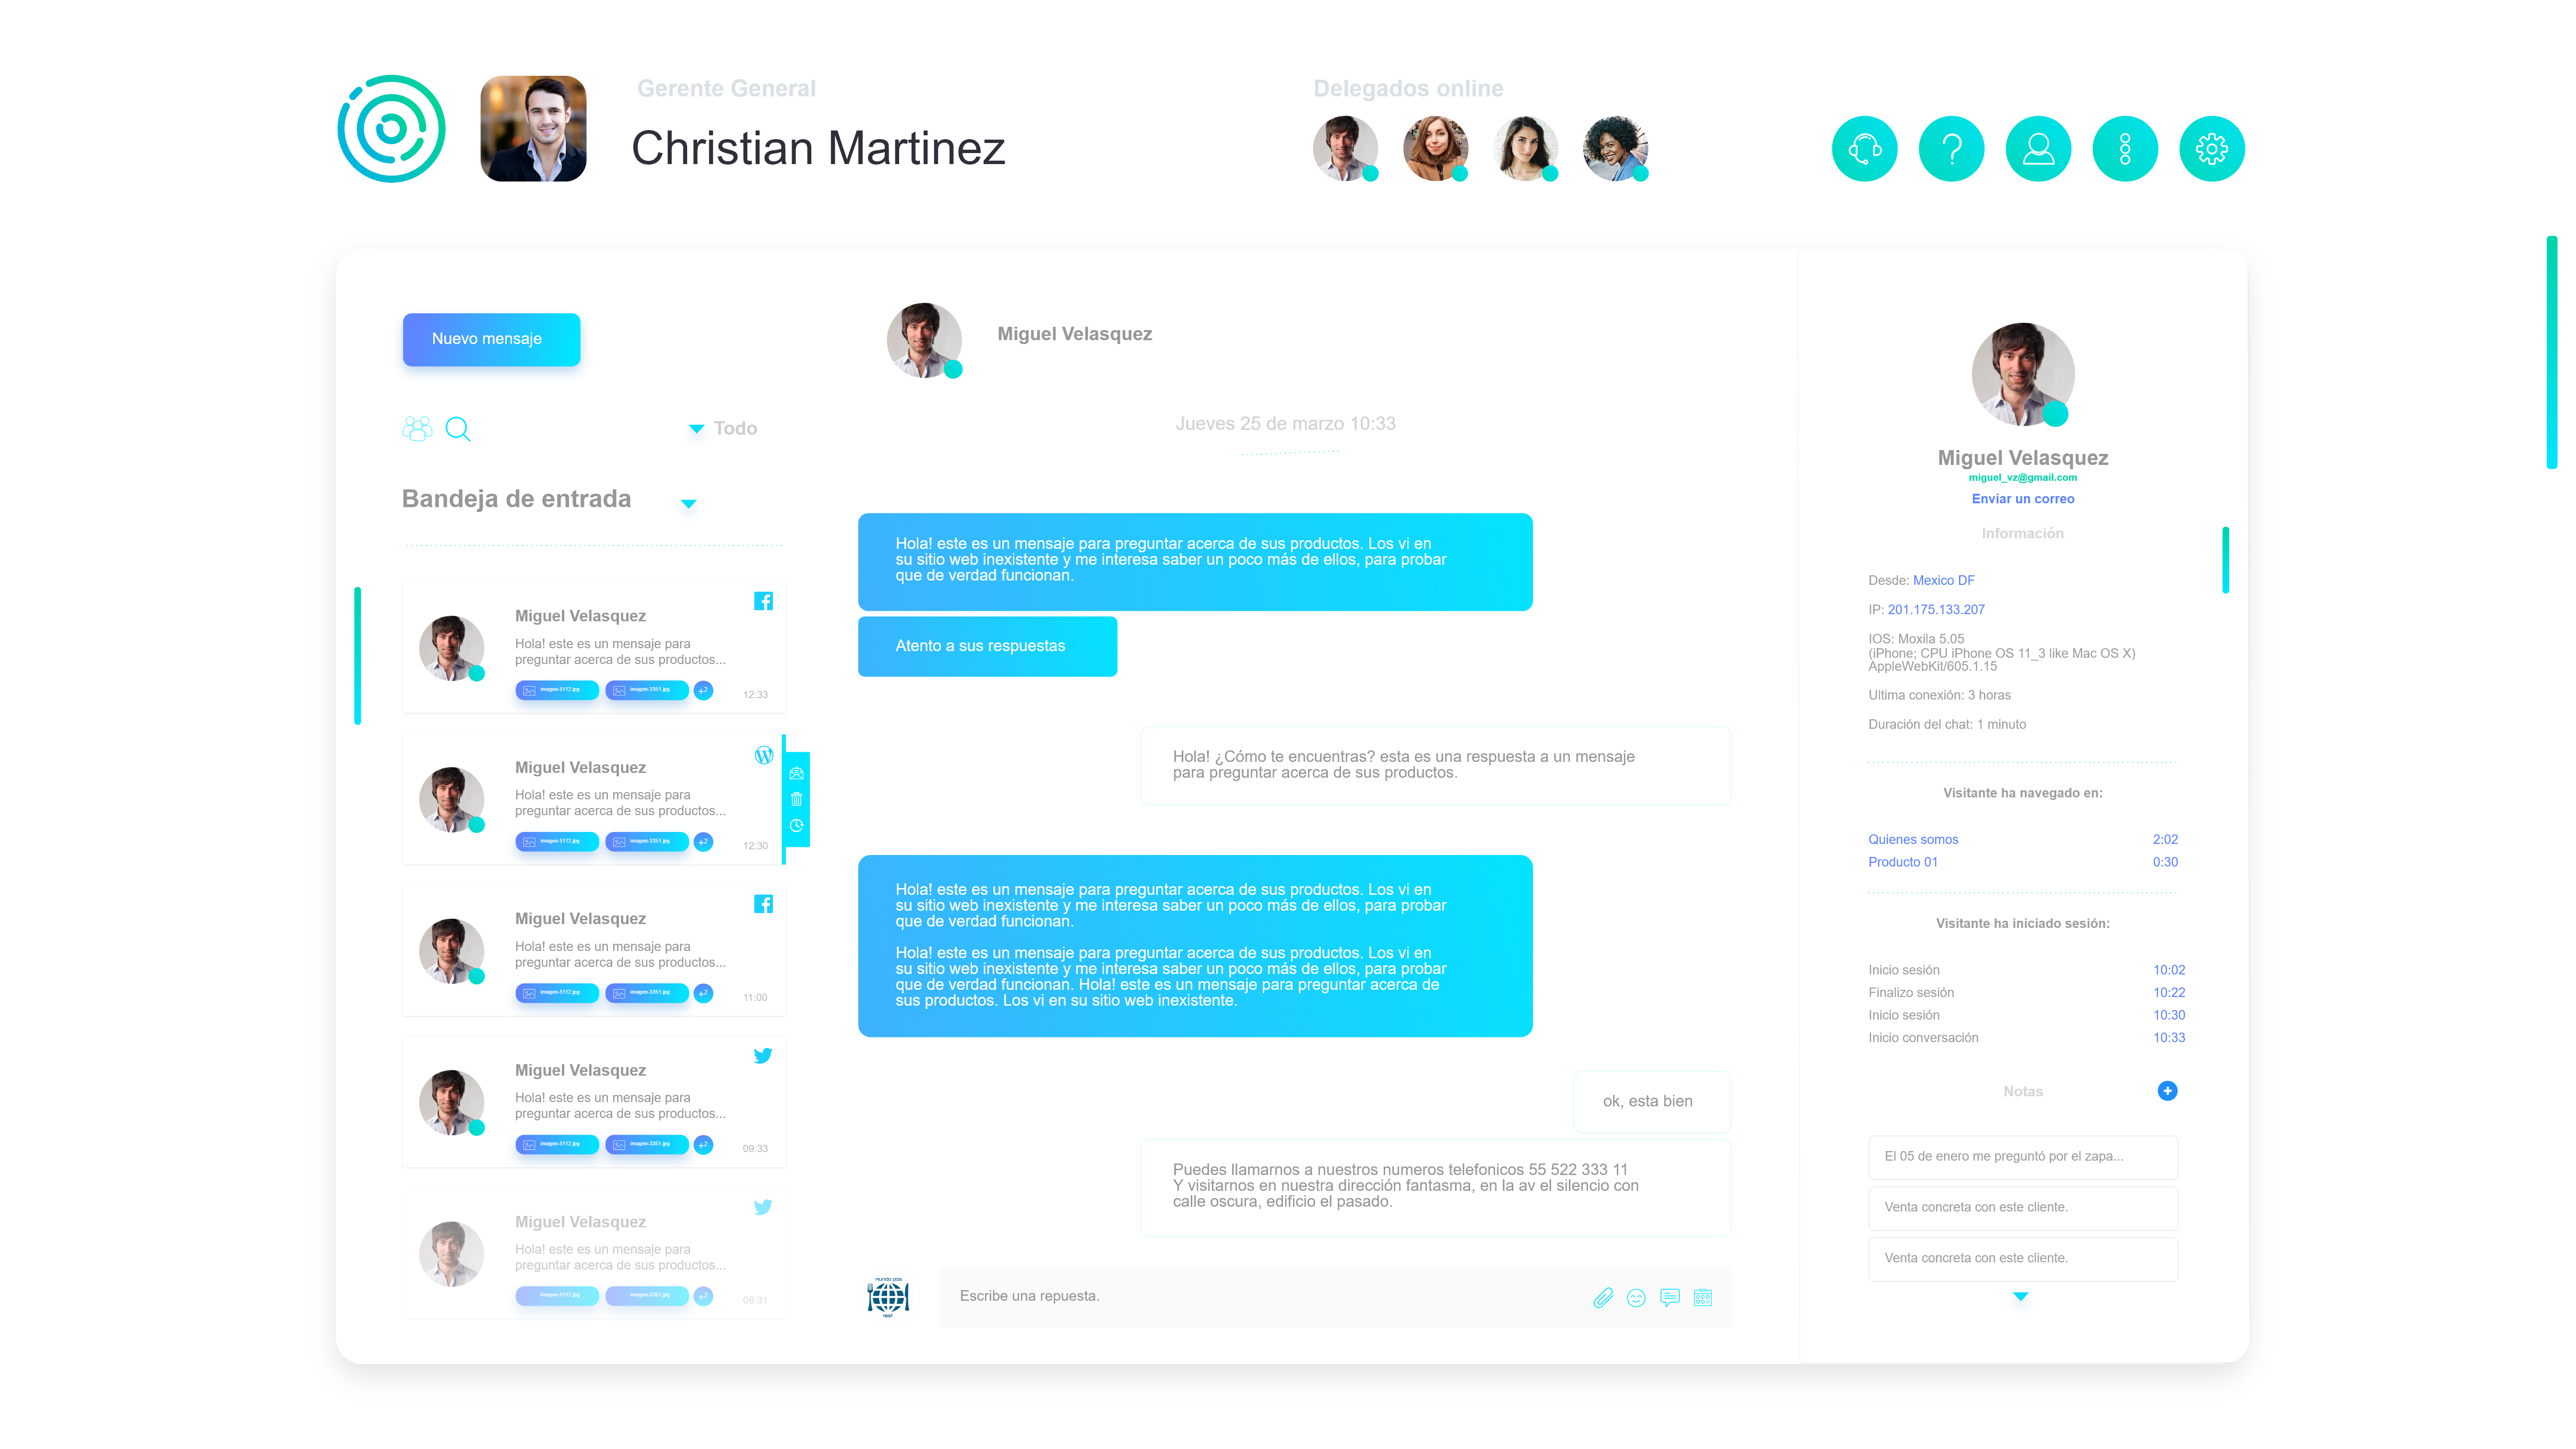 Gerente General
Christian Martinez
Delegados online
Nuevo mensaje
Todo
Bandeja de entrada
Miguel Velasquez
Hola! este es un mensaje para
preguntar acerca de sus productos...
imagen-5112.jpg
imagen-3351.jpg
+2
12:33
Miguel Velasquez
Hola! este es un mensaje para
preguntar acerca de sus productos...
imagen-5112.jpg
imagen-3351.jpg
+2
12:30
Miguel Velasquez
Hola! este es un mensaje para
preguntar acerca de sus productos...
imagen-5112.jpg
imagen-3351.jpg
+2
11:00
Miguel Velasquez
Hola! este es un mensaje para
preguntar acerca de sus productos...
imagen-5112.jpg
imagen-3351.jpg
+2
09:33
Miguel Velasquez
Hola! este es un mensaje para
preguntar acerca de sus productos...
imagen-5112.jpg
imagen-3351.jpg
+2
08:31
Miguel Velasquez
Jueves 25 de marzo 10:33
Hola! este es un mensaje para preguntar acerca de sus productos. Los vi en
su sitio web inexistente y me interesa saber un poco más de ellos, para probar
que de verdad funcionan.
Atento a sus respuestas
Hola! ¿Cómo te encuentras? esta es una respuesta a un mensaje
para preguntar acerca de sus productos.
Hola! este es un mensaje para preguntar acerca de sus productos. Los vi en
su sitio web inexistente y me interesa saber un poco más de ellos, para probar
que de verdad funcionan.
Hola! este es un mensaje para preguntar acerca de sus productos. Los vi en
su sitio web inexistente y me interesa saber un poco más de ellos, para probar
que de verdad funcionan. Hola! este es un mensaje para preguntar acerca de
sus productos. Los vi en su sitio web inexistente.
ok, esta bien
Puedes llamarnos a nuestros numeros telefonicos 55 522 333 11
Y visitarnos en nuestra dirección fantasma, en la av el silencio con
calle oscura, edificio el pasado.
mundo pos
rest
Escribe una repuesta.
Miguel Velasquez
miguel_vz@gmail.com
Enviar un correo
Información
Desde: Mexico DF
IP: 201.175.133.207
IOS: Moxila 5.05
(iPhone; CPU iPhone OS 11_3 like Mac OS X)
AppleWebKit/605.1.15
Ultima conexión: 3 horas
Duración del chat: 1 minuto
Visitante ha navegado en:
Quienes somos 2:02
Producto 01 0:30
Visitante ha iniciado sesión:
Inicio sesión 10:02
Finalizo sesión 10:22
Inicio sesión 10:30
Inicio conversación 10:33
Notas
El 05 de enero me preguntó por el zapa...
Venta concreta con este cliente.
Venta concreta con este cliente.